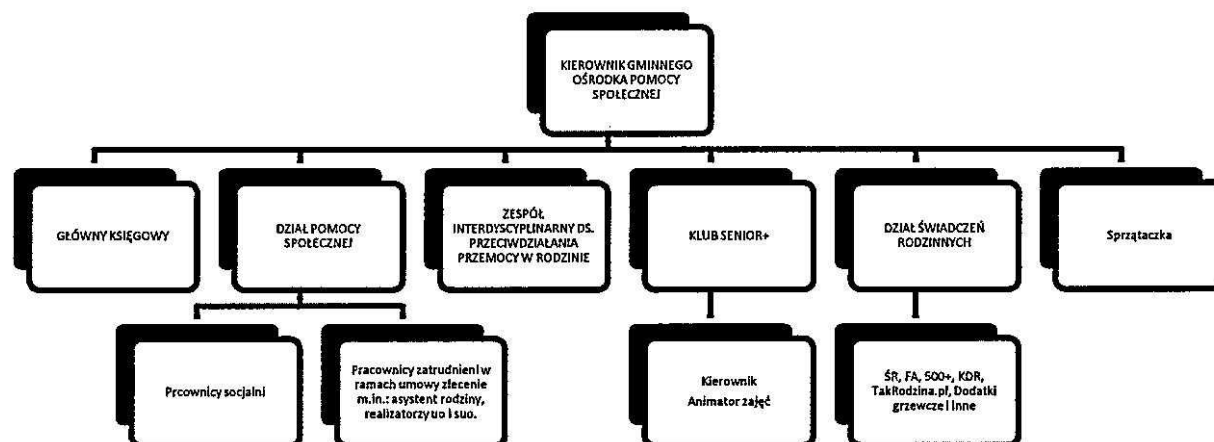 KIEROWNIK GMINNEGO
OŚRODKA POMOCY
SPOŁECZNEJ
GŁÓWNY KSIĘGOWY
DZIAŁ POMOCY
SPOŁECZNEJ
ZESPÓŁ
INTERDYSCYPLINARNY DS.
PRZECIWDZIAŁANIA
PRZEMOCY W RODZINIE
KLUB SENIOR+
DZIAŁ ŚWIADCZEŃ
RODZINNYCH
Sprzątaczka
Prcownicy socjalni
Pracownicy zatrudnieni w
ramach umowy zlecenie
m.in.: asystent rodziny,
realizatorzy uo i suo.
Kierownik
Animator zajęć
ŚR, FA, 500+, KDR,
TakRodzina.pl, Dodatki
grzewcze i inne